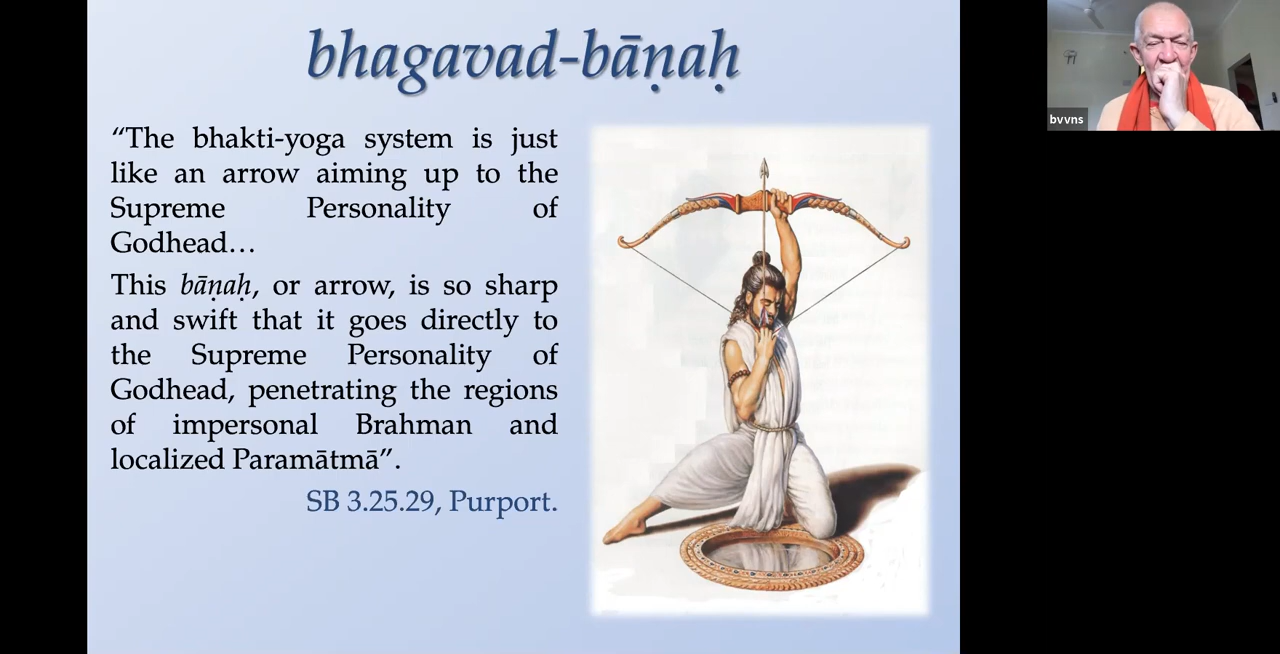 bhagavad-bāṇaḥ
“The bhakti-yoga system is just
like an arrow aiming up to the
Supreme Personality of
Godhead…
This bāṇaḥ, or arrow, is so sharp
and swift that it goes directly to
the Supreme Personality of
Godhead, penetrating the regions
of impersonal Brahman and
localized Paramātmā”.
SB 3.25.29, Purport.
bvvns